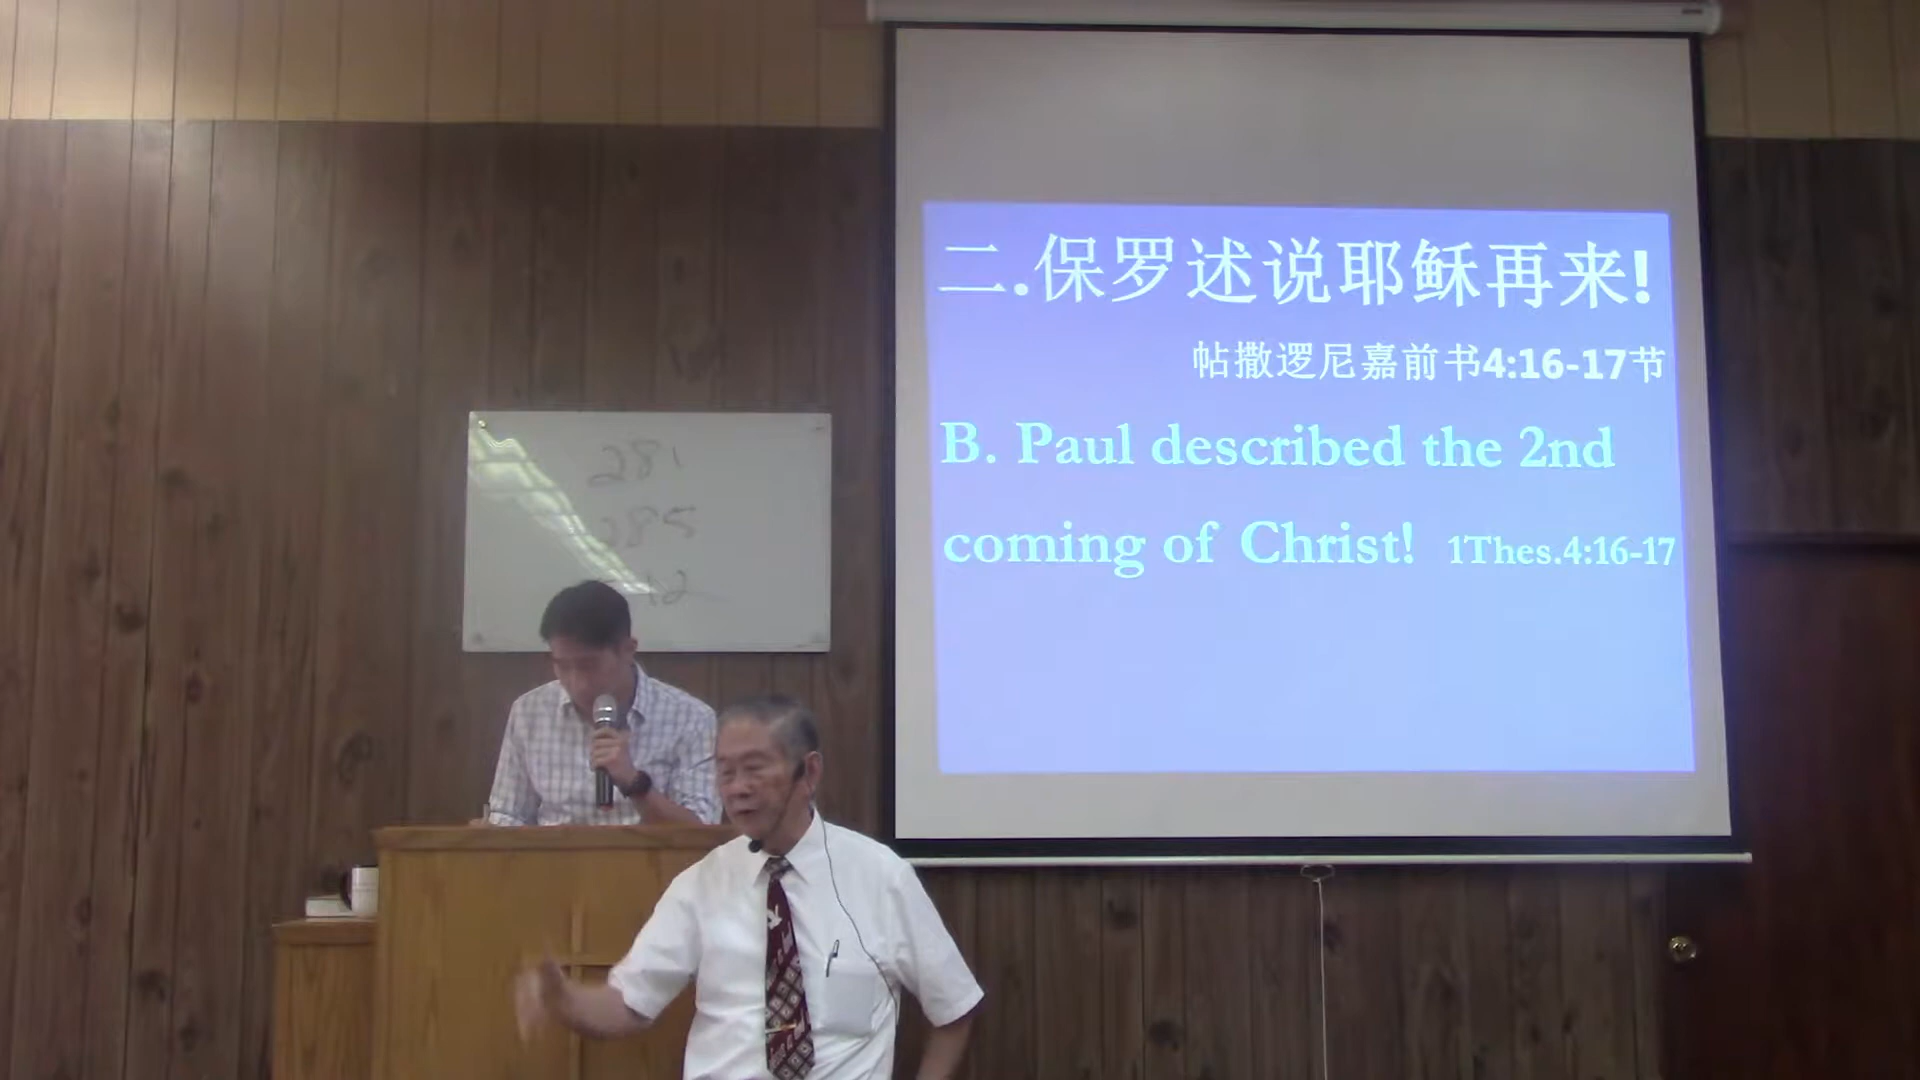 281
285
二.保罗述说耶稣再来!
帖撒逻尼嘉前书4:16-17节
B. Paul described the 2nd
coming of Christ! 1Thes.4:16-17